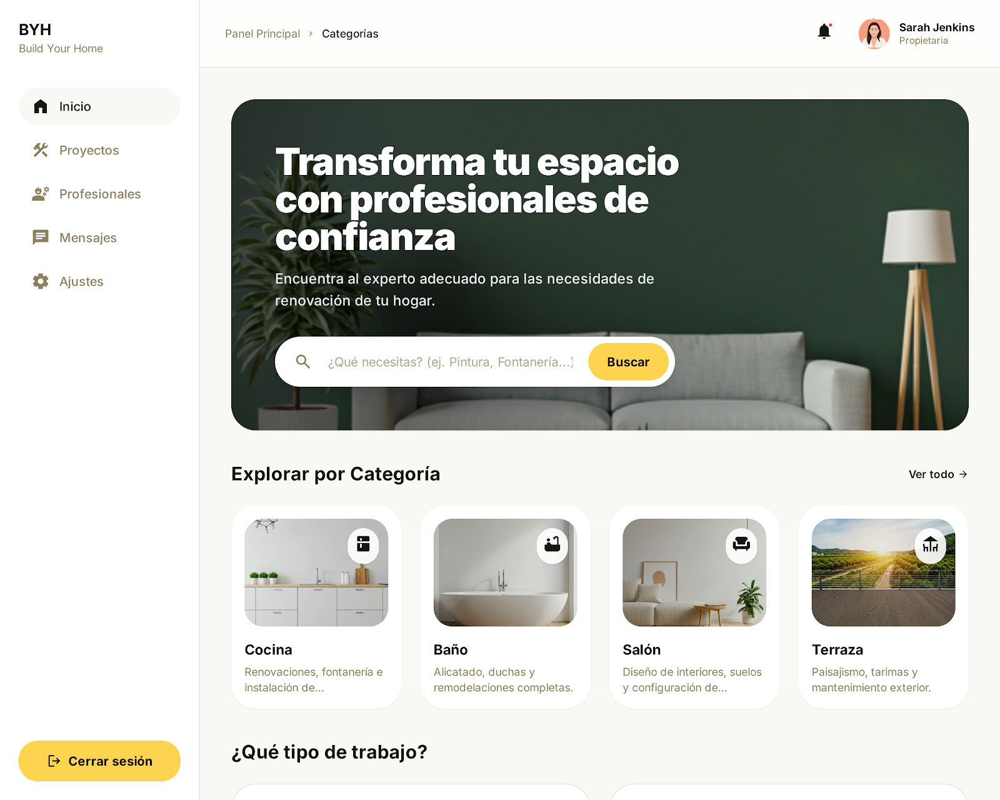 BYH
Build Your Home
Inicio
Proyectos
Profesionales
Mensajes
Ajustes
Cerrar sesión
Panel Principal › Categorías
Sarah Jenkins
Propietaria
Transforma tu espacio
con profesionales de
confianza
Encuentra al experto adecuado para las necesidades de
renovación de tu hogar.
¿Qué necesitas? (ej. Pintura, Fontanería...)
Buscar
Explorar por Categoría
Ver todo →
Cocina
Renovaciones, fontanería e
instalación de...
Baño
Alicatado, duchas y
remodelaciones completas.
Salón
Diseño de interiores, suelos
y configuración de...
Terraza
Paisajismo, tarimas y
mantenimiento exterior.
¿Qué tipo de trabajo?